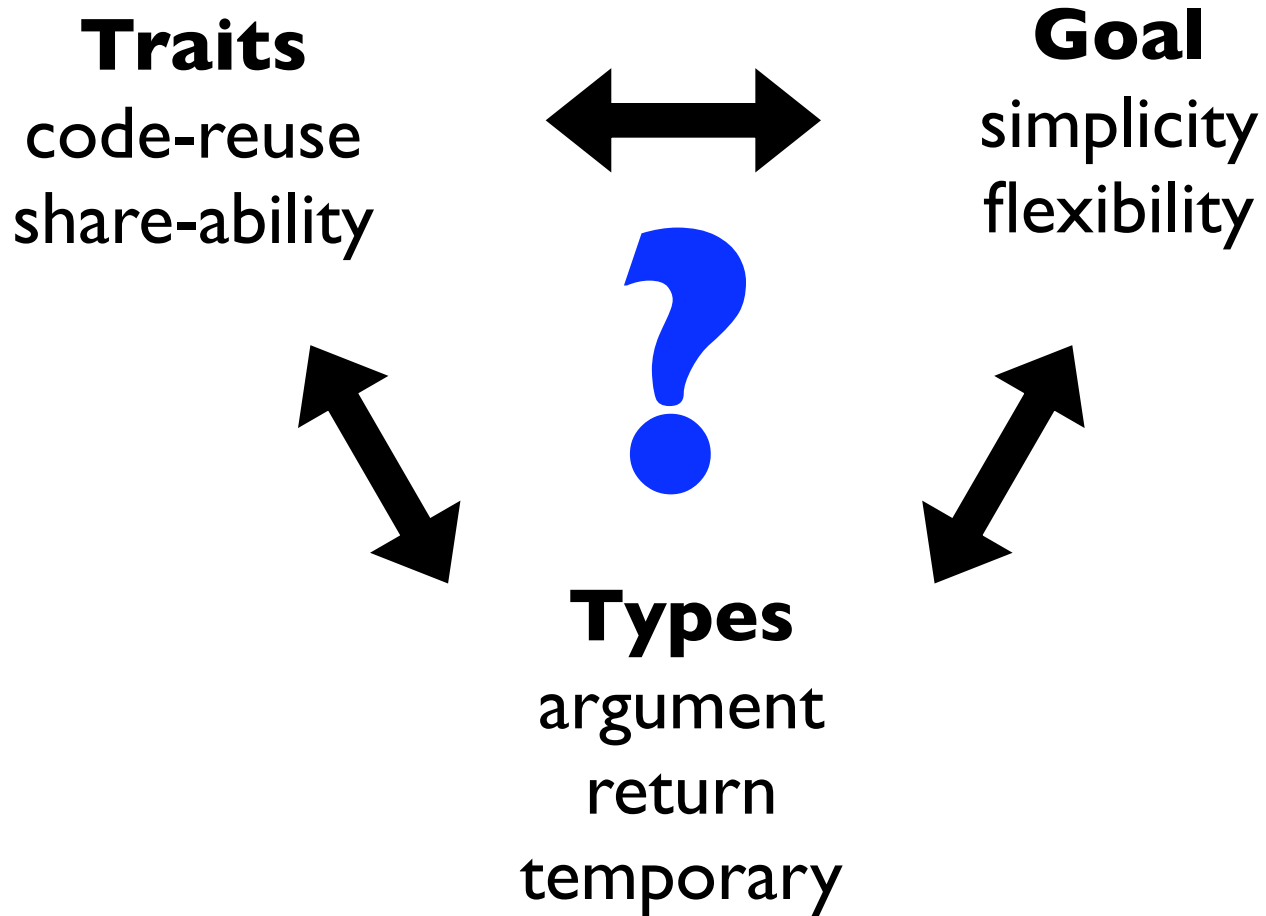 Traits
code-reuse
share-ability
Goal
simplicity
flexibility
?
Types
argument
return
temporary